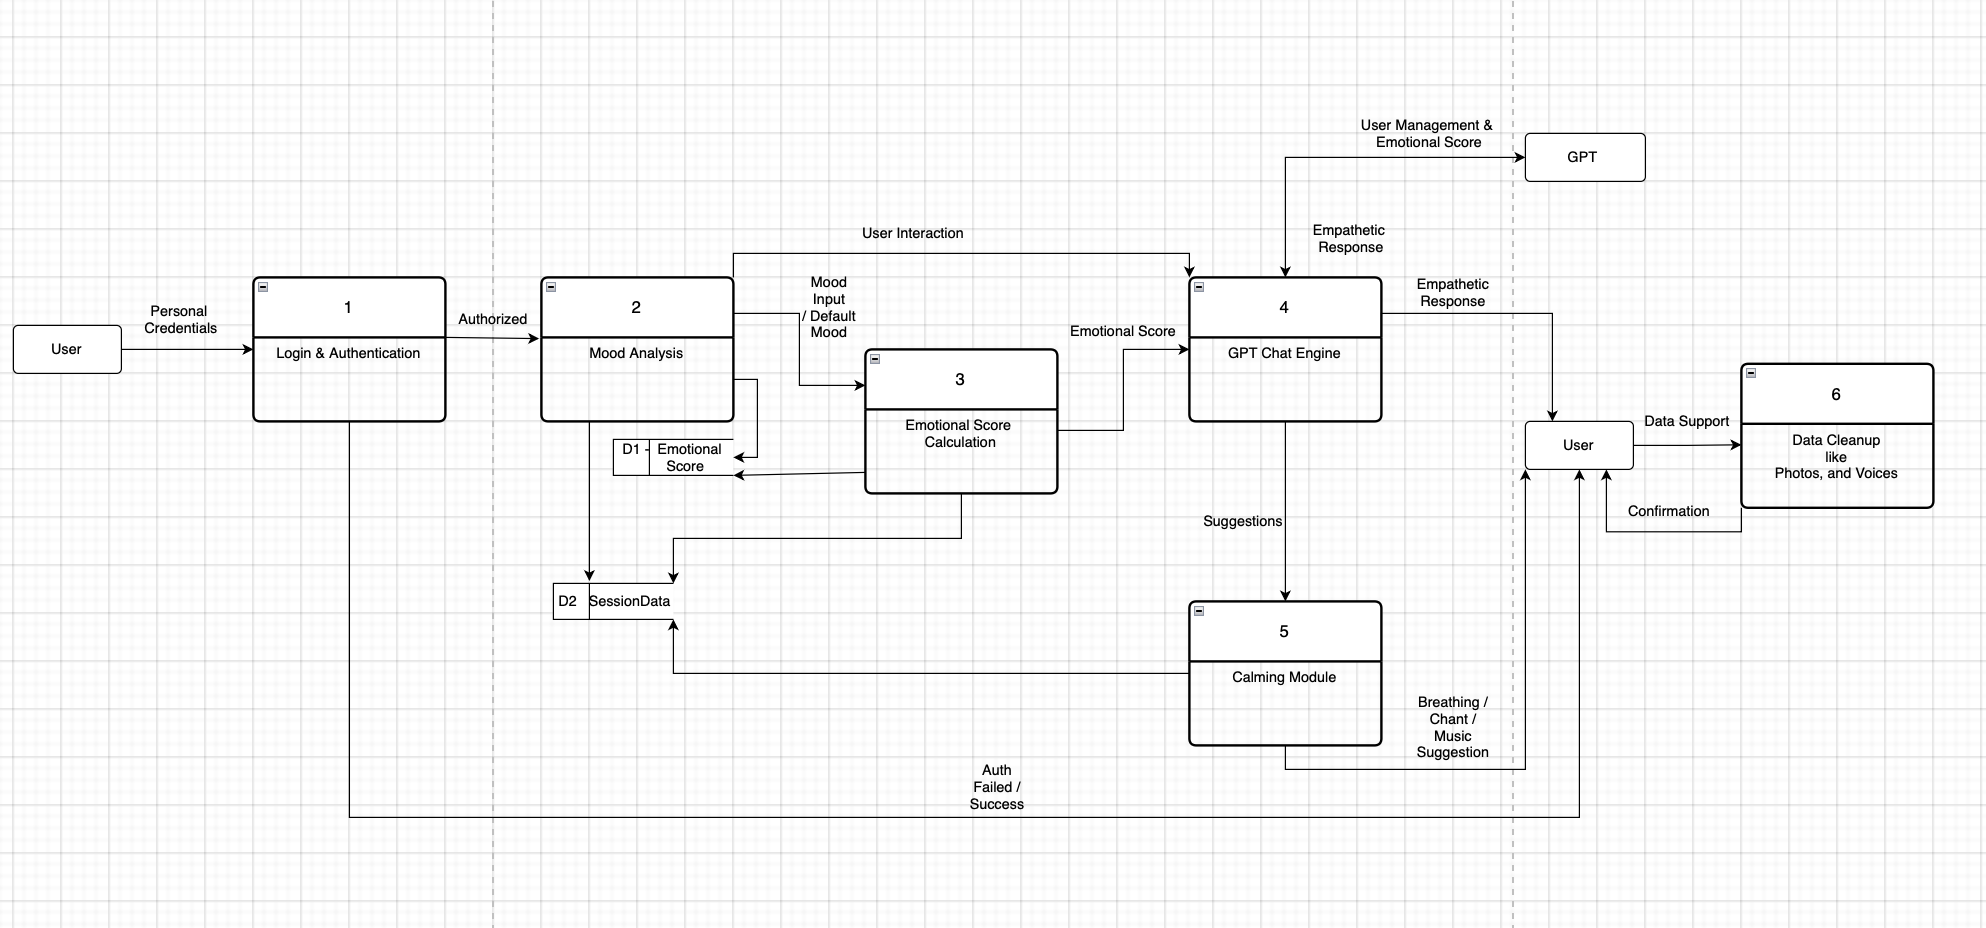 User Management &
Emotional Score
GPT
User Interaction
Empathetic
Response
Mood
Input
/ Default
Mood
Empathetic
Response
Personal
Credentials
User
1
Login & Authentication
Authorized
2
Mood Analysis
3
Emotional Score
Calculation
Emotional Score
4
GPT Chat Engine
User
Data Support
6
Data Cleanup
like
Photos, and Voices
Confirmation
D1 -
Emotional
Score
Suggestions
D2
SessionData
5
Calming Module
Breathing /
Chant /
Music
Suggestion
Auth
Failed /
Success